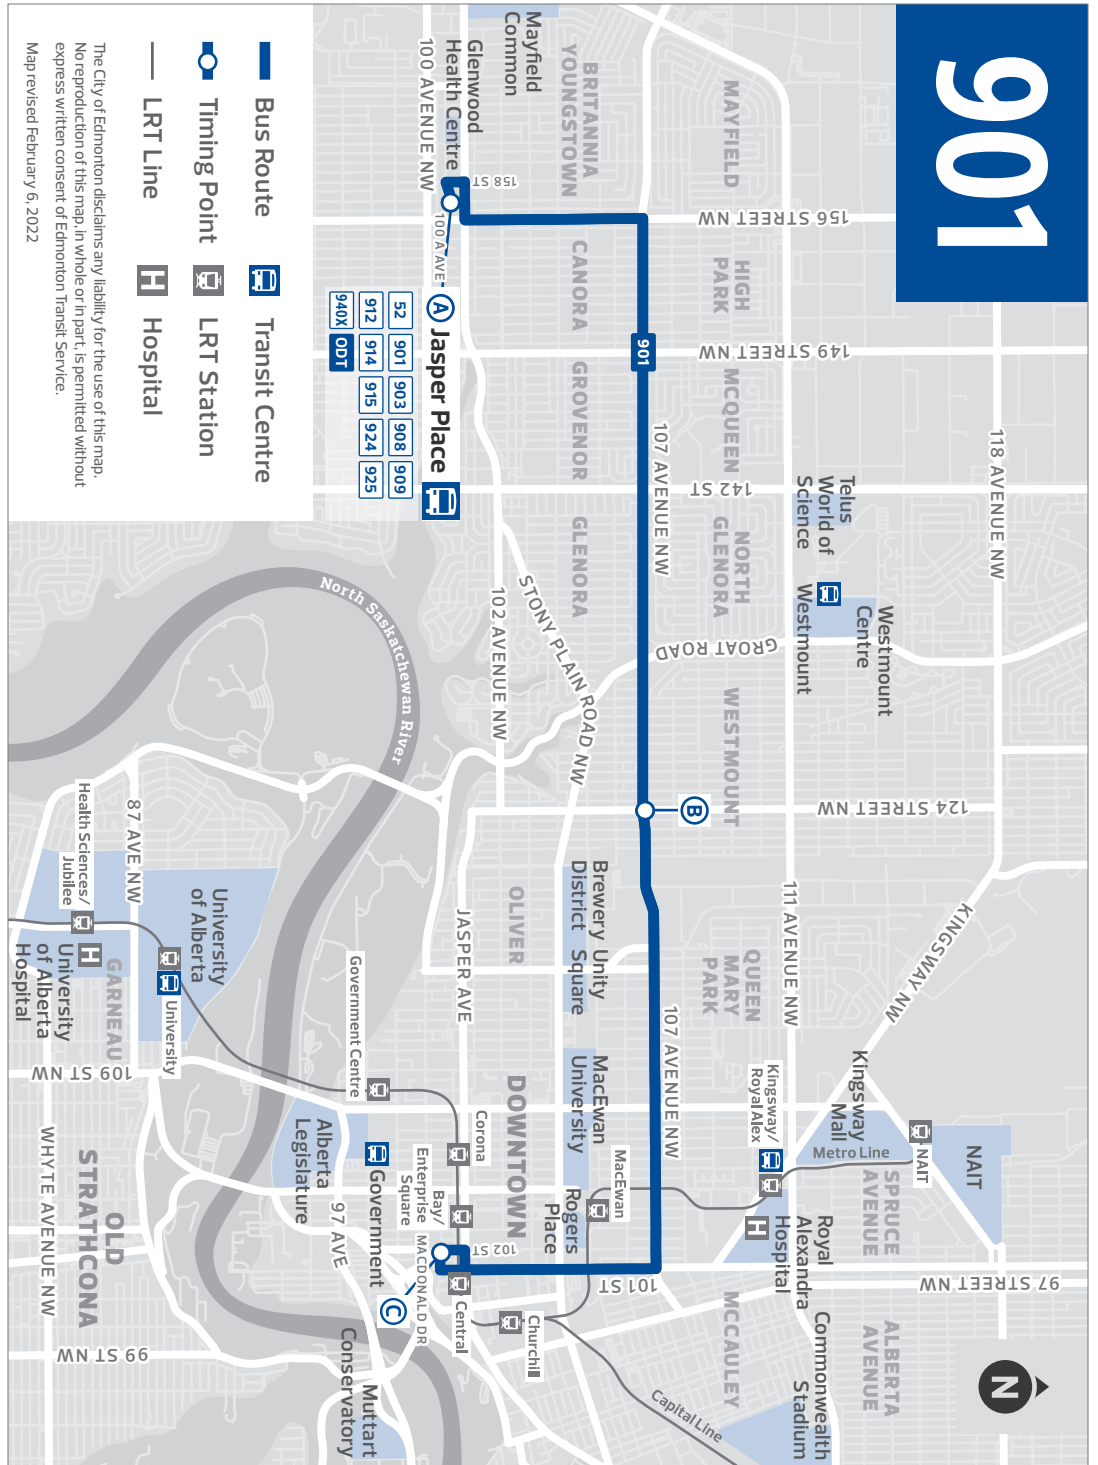 901
Bus Route
Timing Point
LRT Line
Transit Centre
LRT Station
Hospital
The City of Edmonton disclaims any liability for the use of this map.
No reproduction of this map, in whole or in part, is permitted without
express written consent of Edmonton Transit Service.
Map revised February 6, 2022
Mayfield
Common
Glenwood
Health Centre
100 AVENUE NW
BRITANNIA
YOUNGSTOWN
MAYFIELD
158 ST
156 STREET NW
100 A AVE
A Jasper Place
52
901
903
908
909
912
914
915
924
925
940X
ODT
CANORA
HIGH
PARK
149 STREET NW
901
GROVENOR
MCQUEEN
107 AVENUE NW
118 AVENUE NW
142 ST
Telus
World of
Science
GLENORA
NORTH
GLENORA
Westmount
Westmount
Centre
North Saskatchewan River
102 AVENUE NW
STONY PLAIN ROAD NW
GROAT ROAD
WESTMOUNT
B
124 STREET NW
111 AVENUE NW
KINGSWAY NW
Health Sciences/
Jubilee
87 AVE NW
University
of Alberta
H
University
of Alberta
Hospital
GARNEAU
University
109 ST NW
WHYTE AVENUE NW
OLD
STRATHCONA
99 ST NW
OLIVER
JASPER AVE
Brewery
District
Unity
Square
QUEEN
MARY
PARK
107 AVENUE NW
Government Centre
Alberta
Legislature
97 AVE
Government
Corona
Bay/
Enterprise
Square
DOWNTOWN
MacEwan
University
MacEwan
Rogers
Place
102 ST
MACDONALD DR
C
Central
Churchill
101 ST
Kingsway/
Royal Alex
Kingsway
Mall
Metro Line
NAIT
NAIT
SPRUCE
AVENUE
H
Royal
Alexandra
Hospital
97 STREET NW
MCCAULEY
ALBERTA
AVENUE
Commonwealth
Stadium
Capital Line
Muttart
Conservatory
N